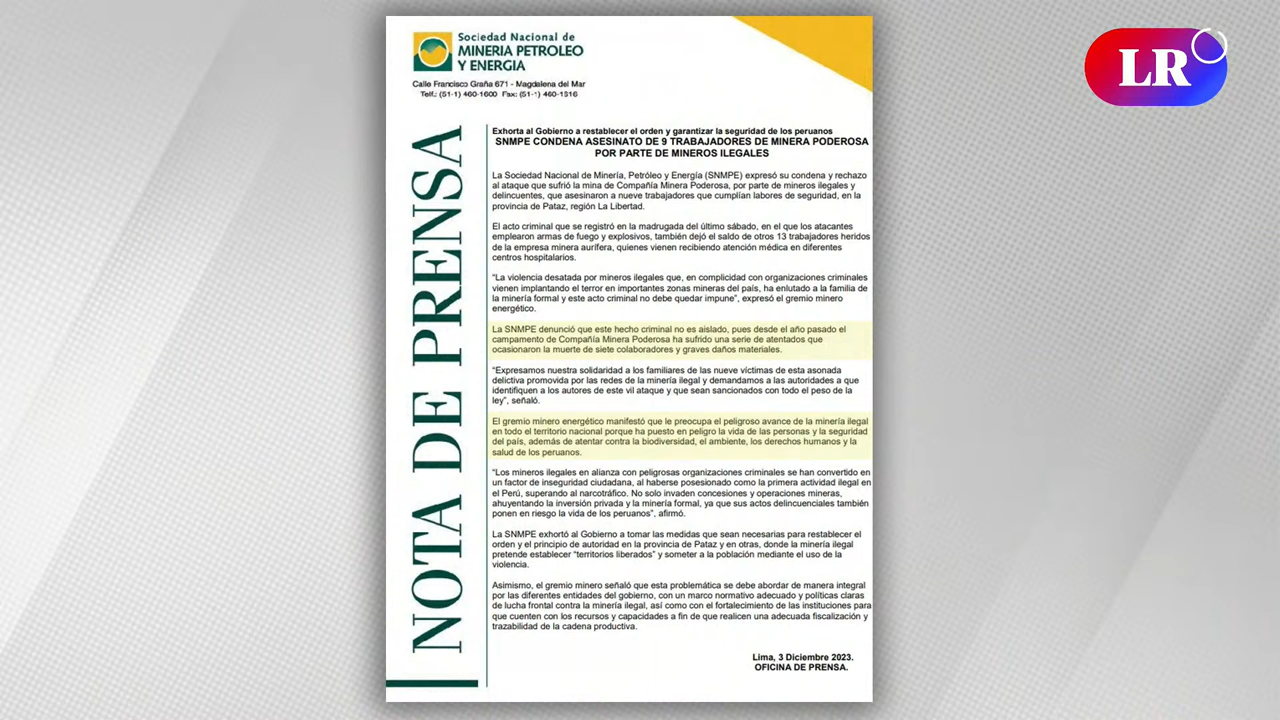 Sociedad Nacional de
MINERIA PETROLEO
Y ENERGIA
Calle Francisco Graña 671 - Magdalena del Mar
Telf.: (51-1) 460-1600 Fax: (51-1) 460-1616
LR
NOTA DE PRENSA
Exhorta al Gobierno a restablecer el orden y garantizar la seguridad de los peruanos
SNMPE CONDENA ASESINATO DE 9 TRABAJADORES DE MINERA PODEROSA
POR PARTE DE MINEROS ILEGALES
La Sociedad Nacional de Minería, Petróleo y Energía (SNMPE) expresó su condena y rechazo
al ataque que sufrió la mina de Compañía Minera Poderosa, por parte de mineros ilegales y
delincuentes, que asesinaron a nueve trabajadores que cumplían labores de seguridad, en la
provincia de Pataz, región La Libertad.
El acto criminal que se registró en la madrugada del último sábado, en el que los atacantes
emplearon armas de fuego y explosivos, también dejó el saldo de otros 13 trabajadores heridos
de la empresa minera aurífera, quienes vienen recibiendo atención médica en diferentes
centros hospitalarios.
“La violencia desatada por mineros ilegales que, en complicidad con organizaciones criminales
vienen implantando el terror en importantes zonas mineras del país, ha enlutado a la familia de
la minería formal y este acto criminal no debe quedar impune”, expresó el gremio minero
energético.
La SNMPE denunció que este hecho criminal no es aislado, pues desde el año pasado el
campamento de Compañía Minera Poderosa ha sufrido una serie de atentados que
ocasionaron la muerte de siete colaboradores y graves daños materiales.
“Expresamos nuestra solidaridad a los familiares de las nueve víctimas de esta asonada
delictiva promovida por las redes de la minería ilegal y demandamos a las autoridades a que
identifiquen a los autores de este vil ataque y que sean sancionados con todo el peso de la
ley”, señaló.
El gremio minero energético manifestó que le preocupa el peligroso avance de la minería ilegal
en todo el territorio nacional porque ha puesto en peligro la vida de las personas y la seguridad
del país, además de atentar contra la biodiversidad, el ambiente, los derechos humanos y la
salud de los peruanos.
“Los mineros ilegales en alianza con peligrosas organizaciones criminales se han convertido en
un factor de inseguridad ciudadana, al haberse posesionado como la primera actividad ilegal en
el Perú, superando al narcotráfico. No solo invaden concesiones y operaciones mineras,
ahuyentando la inversión privada y la minería formal, ya que sus actos delincuenciales también
ponen en riesgo la vida de los peruanos”, afirmó.
La SNMPE exhortó al Gobierno a tomar las medidas que sean necesarias para restablecer el
orden y el principio de autoridad en la provincia de Pataz y en otras, donde la minería ilegal
pretende establecer “territorios liberados” y someter a la población mediante el uso de la
violencia.
Asimismo, el gremio minero señaló que esta problemática se debe abordar de manera integral
por las diferentes entidades del gobierno, con un marco normativo adecuado y políticas claras
de lucha frontal contra la minería ilegal, así como con el fortalecimiento de las instituciones para
que cuenten con los recursos y capacidades a fin de que realicen una adecuada fiscalización y
trazabilidad de la cadena productiva.
Lima, 3 Diciembre 2023.
OFICINA DE PRENSA.